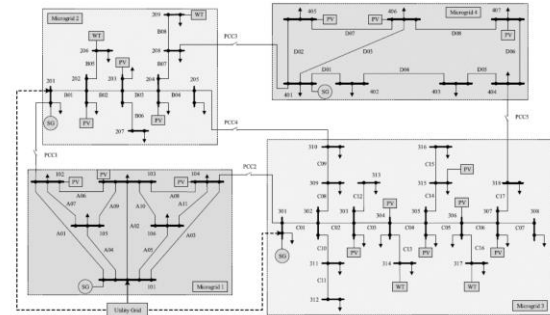 Microgrid 2
209
WT
WT
B08
206
208
PV
B05
203
B07
201
202
204
205
B01
B02
B03
B04
SG
PV
PV
B06
207
PCC3
405
PV
406
PV
Microgrid 4
407
D07
D08
PV
D02
D03
D06
D01
D04
D05
401
SG
402
403
404
PCC4
PCC5
PCC1
PCC2
102
PV
PV
103
PV
104
A06
A09
A10
A11
A07
105
106
A01
A02
A03
A04
A05
SG
101
Microgrid 1
Utility Grid
310
316
C09
C15
309
313
PV
315
318
C08
C12
PV
C14
C17
301
302
303
304
305
306
307
308
C01
C02
C03
C04
C05
C06
C07
SG
PV
PV
PV
C10
C13
C16
311
314
317
C11
WT
WT
312
Microgrid 3